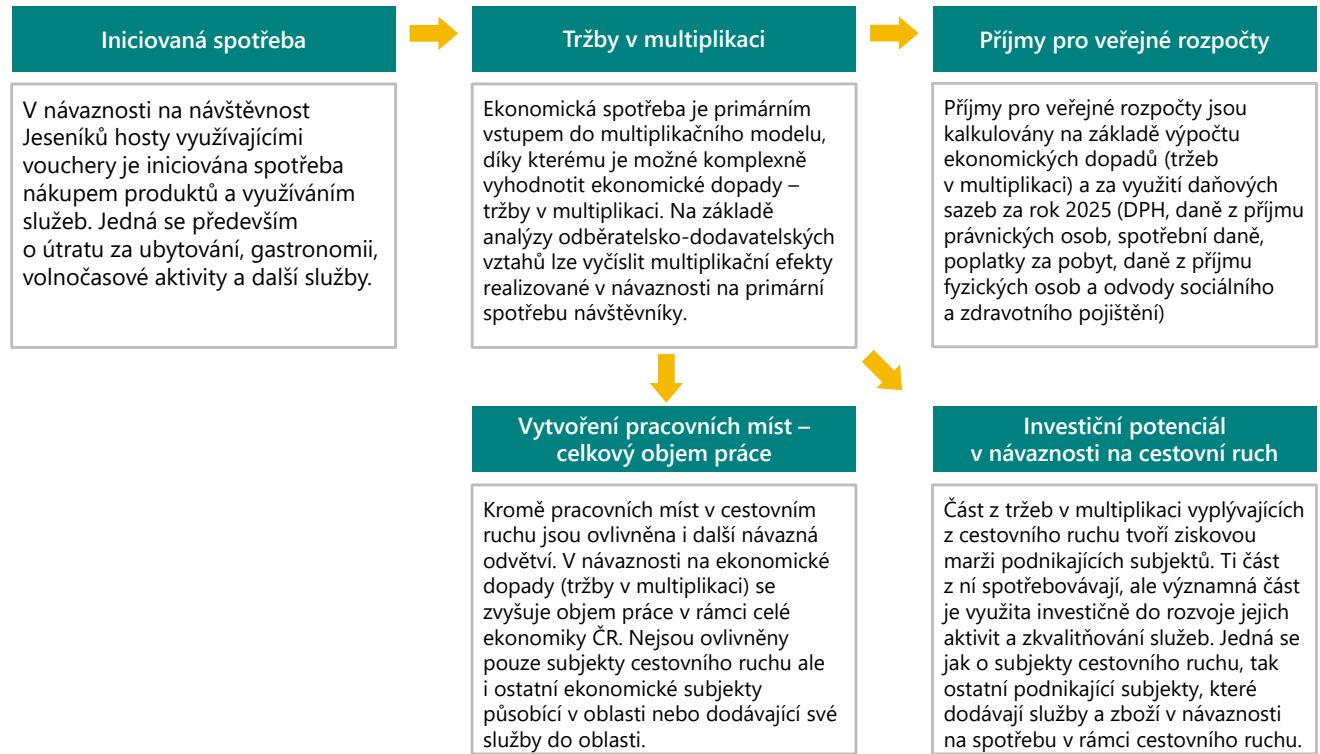 Iniciovaná spotřeba
V návaznosti na návštěvnost
Jeseníků hosty využívajícími
vouchery je iniciována spotřeba
nákupem produktů a využíváním
služeb. Jedná se především
o útratu za ubytování, gastronomii,
volnočasové aktivity a další služby.
Tržby v multiplikaci
Ekonomická spotřeba je primárním
vstupem do multiplikačního modelu,
díky kterému je možné komplexně
vyhodnotit ekonomické dopady –
tržby v multiplikaci. Na základě
analýzy odběratelsko-dodavatelských
vztahů lze vyčíslit multiplikační efekty
realizované v návaznosti na primární
spotřebu návštěvníky.
Příjmy pro veřejné rozpočty
Příjmy pro veřejné rozpočty jsou
kalkulovány na základě výpočtu
ekonomických dopadů (tržeb
v multiplikaci) a za využití daňových
sazeb za rok 2025 (DPH, daně z příjmu
právnických osob, spotřební daně,
poplatky za pobyt, daně z příjmu
fyzických osob a odvody sociálního
a zdravotního pojištění)
Vytvoření pracovních míst –
celkový objem práce
Kromě pracovních míst v cestovním
ruchu jsou ovlivněna i další návazná
odvětví. V návaznosti na ekonomické
dopady (tržby v multiplikaci) se
zvyšuje objem práce v rámci celé
ekonomiky ČR. Nejsou ovlivněny
pouze subjekty cestovního ruchu ale
i ostatní ekonomické subjekty
působící v oblasti nebo dodávající své
služby do oblasti.
Investiční potenciál
v návaznosti na cestovní ruch
Část z tržeb v multiplikaci vyplývajících
z cestovního ruchu tvoří ziskovou
marži podnikajících subjektů. Ti část
z ní spotřebovávají, ale významná část
je využita investičně do rozvoje jejich
aktivit a zkvalitňování služeb. Jedná se
jak o subjekty cestovního ruchu, tak
ostatní podnikající subjekty, které
dodávají služby a zboží v návaznosti
na spotřebu v rámci cestovního ruchu.